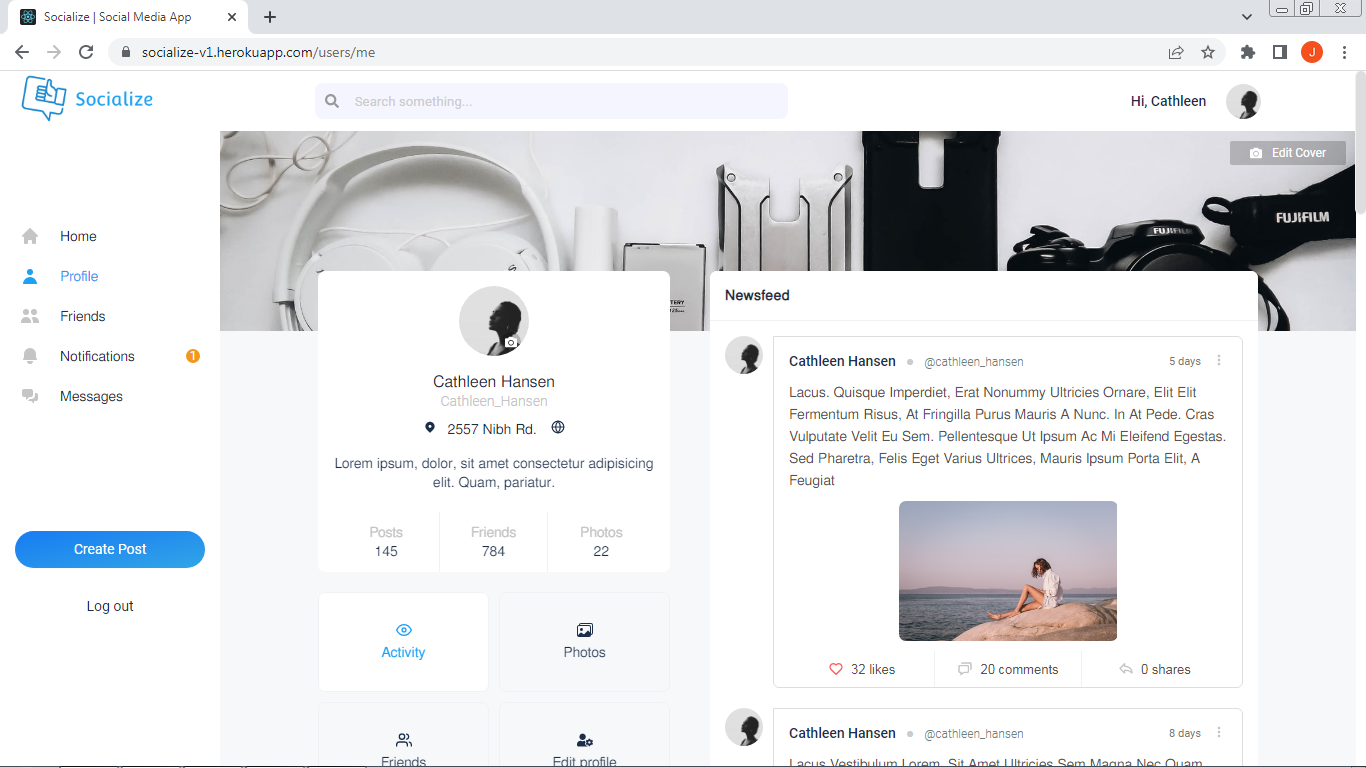 Socialize | Social Media App
socialize-v1.herokuapp.com/users/me
J
Socialize
Search something...
Hi, Cathleen
Edit Cover
FUJIFILM
FUJIFILM
Home
Profile
Friends
Notifications 1
Messages
Create Post
Log out
Cathleen Hansen
Cathleen_Hansen
2557 Nibh Rd.
Lorem ipsum, dolor, sit amet consectetur adipisicing
elit. Quam, pariatur.
Posts Friends Photos
145 784 22
Activity
Photos
Friends
Edit profile
Newsfeed
Cathleen Hansen @cathleen_hansen 5 days
Lacus. Quisque Imperdiet, Erat Nonummy Ultricies Ornare, Elit Elit
Fermentum Risus, At Fringilla Purus Mauris A Nunc. In At Pede. Cras
Vulputate Velit Eu Sem. Pellentesque Ut Ipsum Ac Mi Eleifend Egestas.
Sed Pharetra, Felis Eget Varius Ultrices, Mauris Ipsum Porta Elit, A
Feugiat
32 likes 20 comments 0 shares
Cathleen Hansen @cathleen_hansen 8 days
Lacus Vestibulum Lorem, Sit Amet Ultricies Sem Magna Nec Quam